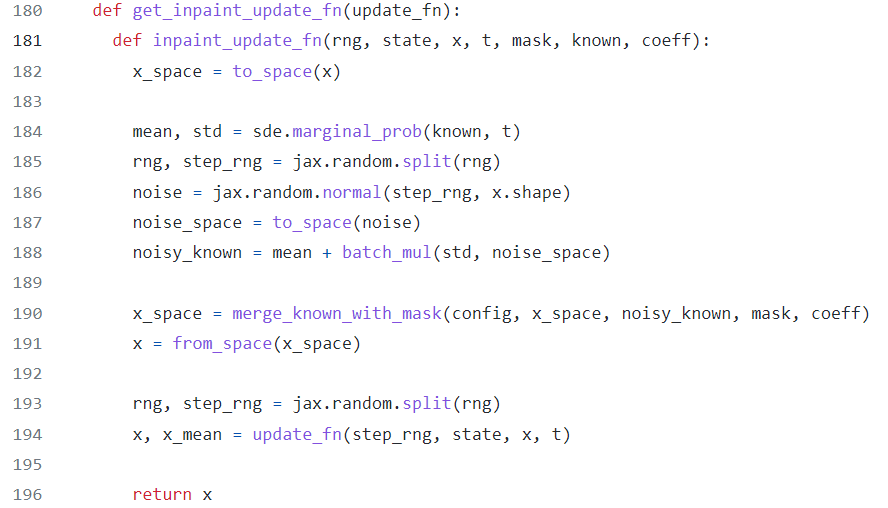 180 def get_inpaint_update_fn(update_fn):
181 def inpaint_update_fn(rng, state, x, t, mask, known, coeff):
182 x_space = to_space(x)
183
184 mean, std = sde.marginal_prob(known, t)
185 rng, step_rng = jax.random.split(rng)
186 noise = jax.random.normal(step_rng, x.shape)
187 noise_space = to_space(noise)
188 noisy_known = mean + batch_mul(std, noise_space)
189
190 x_space = merge_known_with_mask(config, x_space, noisy_known, mask, coeff)
191 x = from_space(x_space)
192
193 rng, step_rng = jax.random.split(rng)
194 x, x_mean = update_fn(step_rng, state, x, t)
195
196 return x